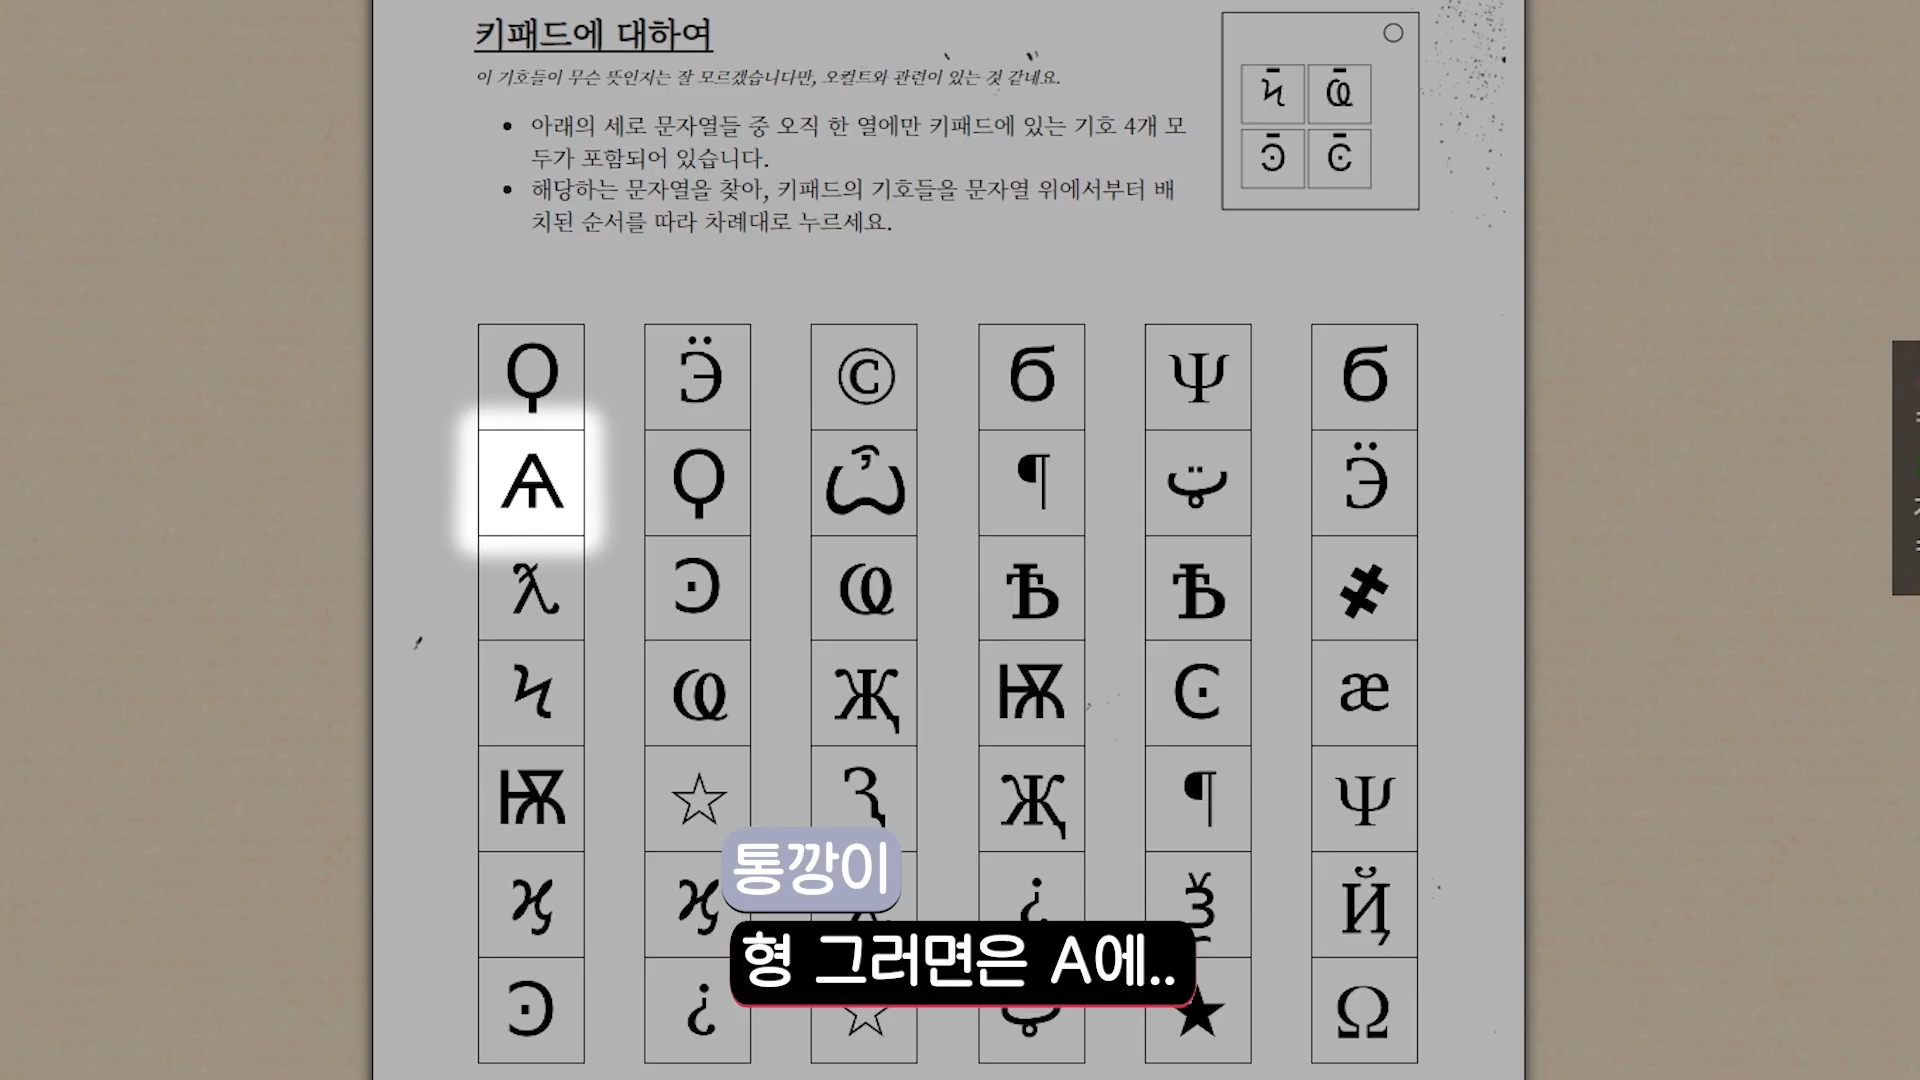 키패드에 대하여
이 기호들이 무슨 뜻인지는 잘 모르겠습니다만, 오컬트와 관련이 있는 것 같네요.
• 아래의 세로 문자열들 중 오직 한 열에만 키패드에 있는 기호 4개 모
두가 포함되어 있습니다.
• 해당하는 문자열을 찾아, 키패드의 기호들을 문자열 위에서부터 배
치된 순서를 따라 차례대로 누르세요.
Ϟ Ҩ
Ͽ Ͼ
Ϙ Ӭ © Ϭ Ψ Ϭ
Ѧ Ϙ Ѽ ¶ ټ Ӭ
ƛ Ͽ Ҩ Ѣ Ѣ ҂
Ϟ Ҩ Җ Ѭ Ͼ æ
Ѭ ☆ Ԇ Җ ¶ Ψ
ϗ ϗ ¿ Ѯ Ҋ
Ͽ ¿ ☆ ټ ★ Ω
통깡이
형 그러면은 A에..